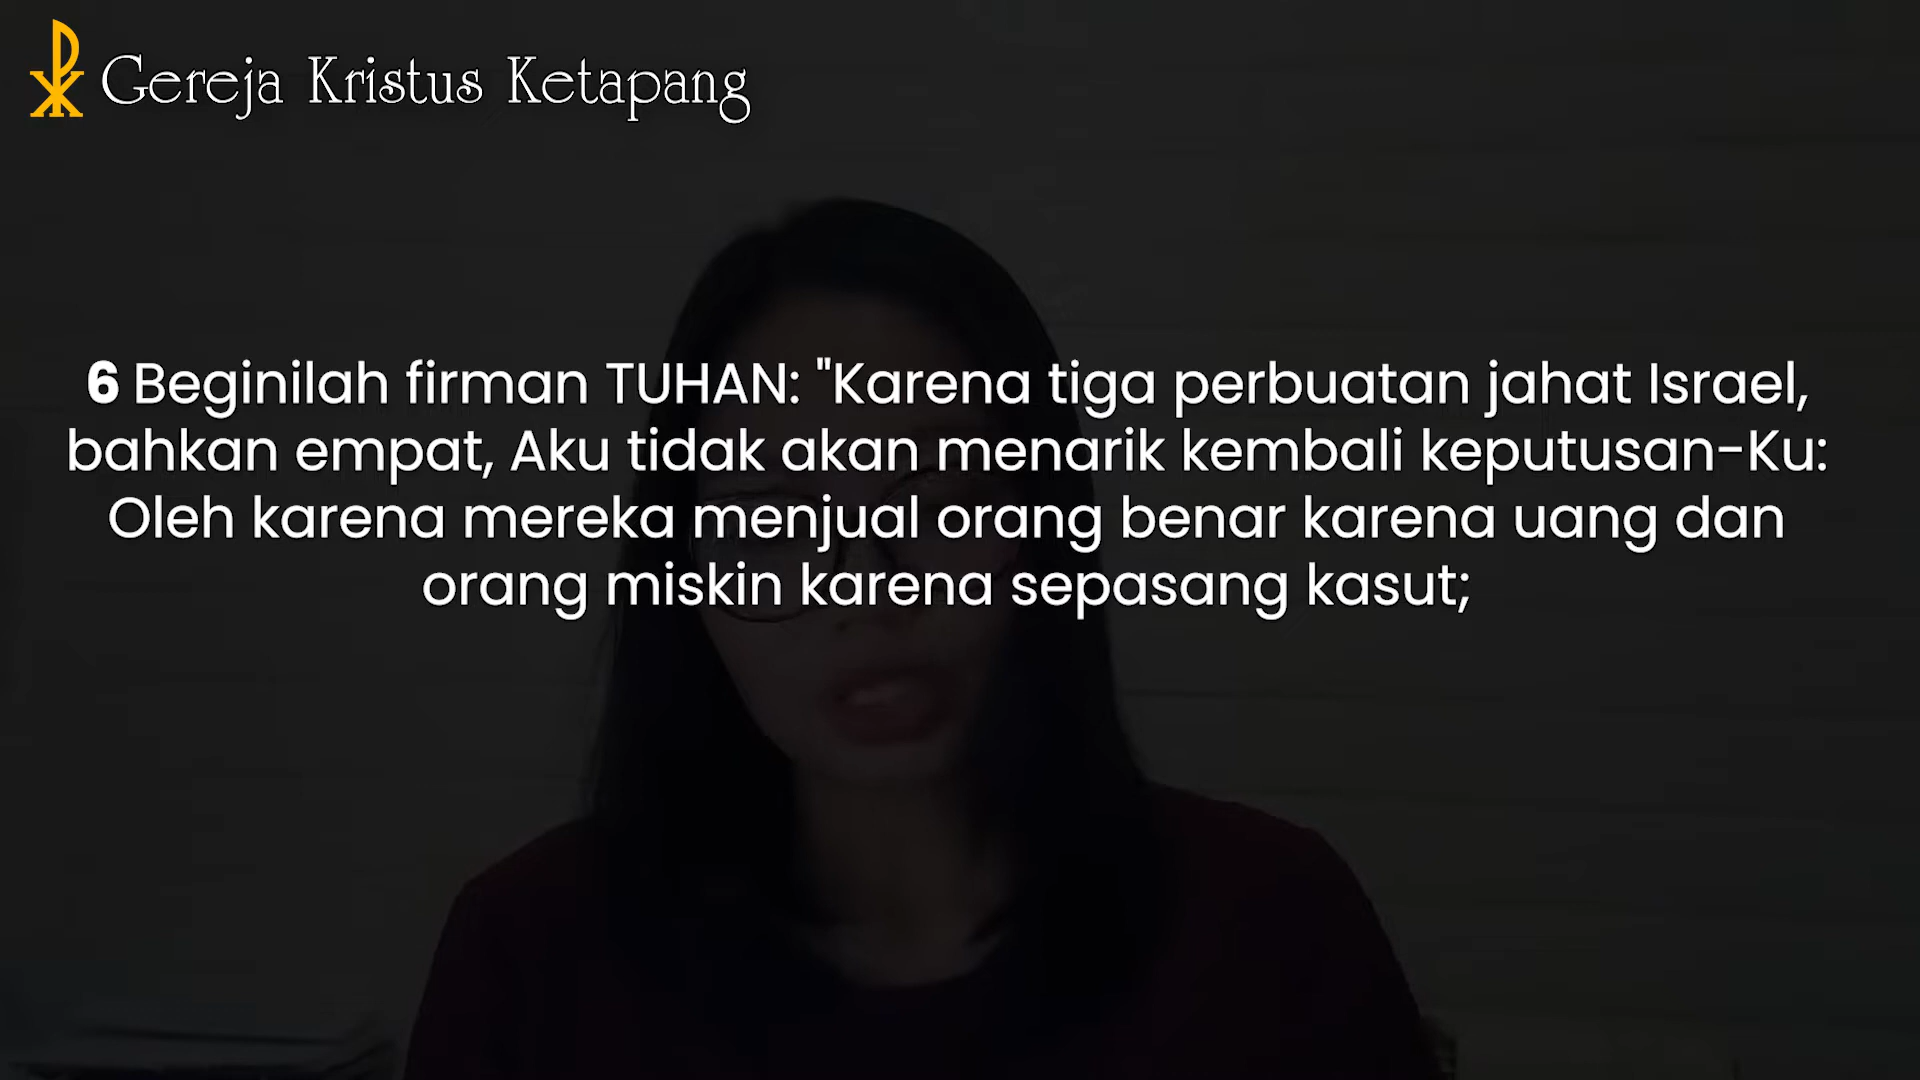 Gereja Kristus Ketapang
6 Beginilah firman TUHAN: "Karena tiga perbuatan jahat Israel,
bahkan empat, Aku tidak akan menarik kembali keputusan-Ku:
Oleh karena mereka menjual orang benar karena uang dan
orang miskin karena sepasang kasut;